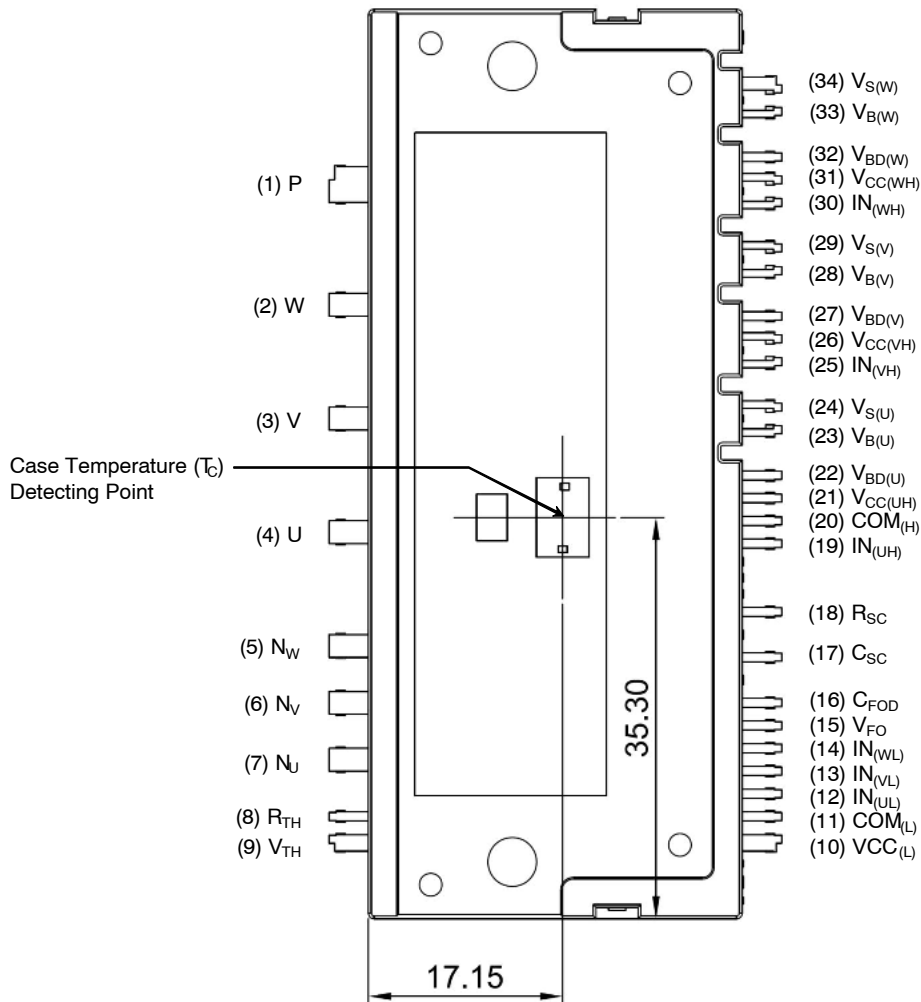 (1) P
(2) W
(3) V
Case Temperature (T_C)
Detecting Point
(4) U
(5) N_W
(6) N_V
(7) N_U
(8) R_TH
(9) V_TH
(34) V_S(W)
(33) V_B(W)
(32) V_BD(W)
(31) V_CC(WH)
(30) IN_(WH)
(29) V_S(V)
(28) V_B(V)
(27) V_BD(V)
(26) V_CC(VH)
(25) IN_(VH)
(24) V_S(U)
(23) V_B(U)
(22) V_BD(U)
(21) V_CC(UH)
(20) COM_(H)
(19) IN_(UH)
(18) R_SC
(17) C_SC
(16) C_FOD
(15) V_FO
(14) IN_(WL)
(13) IN_(VL)
(12) IN_(UL)
(11) COM_(L)
(10) VCC_(L)
35.30
17.15